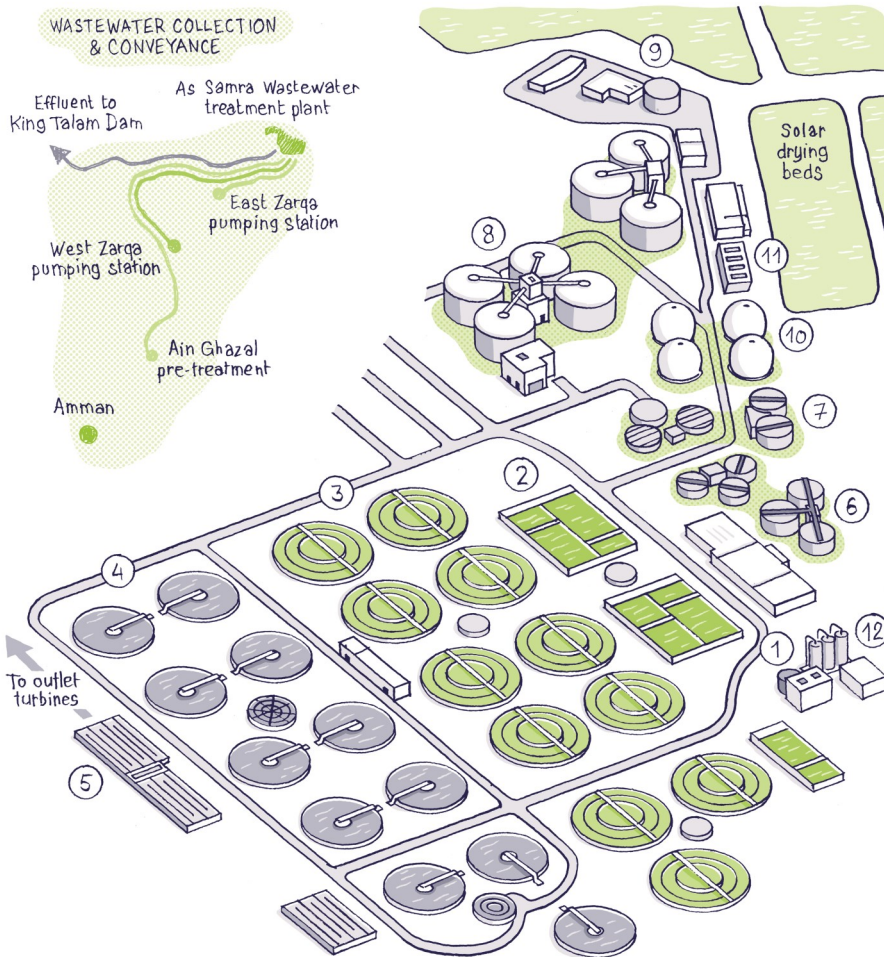 WASTEWATER COLLECTION
& CONVEYANCE
Effluent to
King Talam Dam
As Samra Wastewater
treatment plant
East Zarqa
pumping station
West Zarqa
pumping station
Ain Ghazal
pre-treatment
Amman
9
Solar
drying
beds
8
11
10
7
3
2
6
4
1
12
To outlet
turbines
5